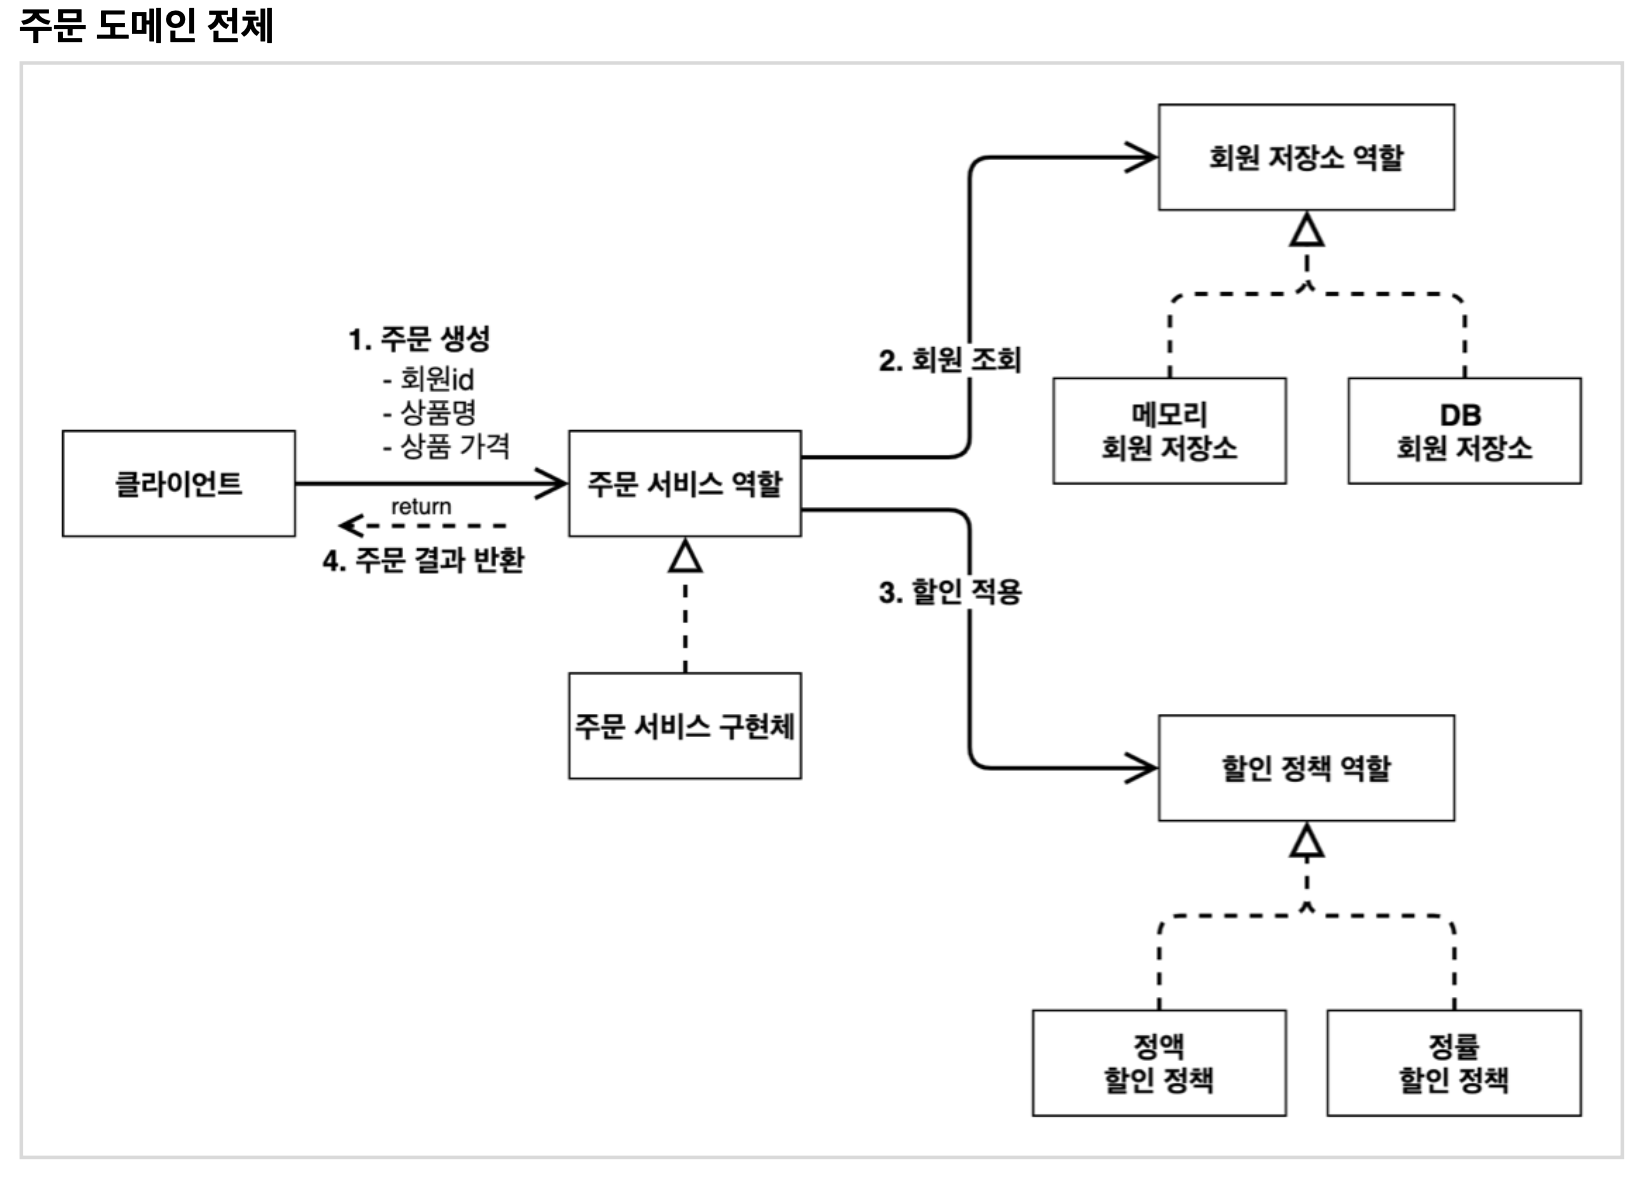 주문 도메인 전체
회원 저장소 역할
1. 주문 생성
- 회원id
- 상품명
- 상품 가격
2. 회원 조회
메모리
회원 저장소
DB
회원 저장소
클라이언트
주문 서비스 역할
return
4. 주문 결과 반환
3. 할인 적용
주문 서비스 구현체
할인 정책 역할
정액
할인 정책
정률
할인 정책